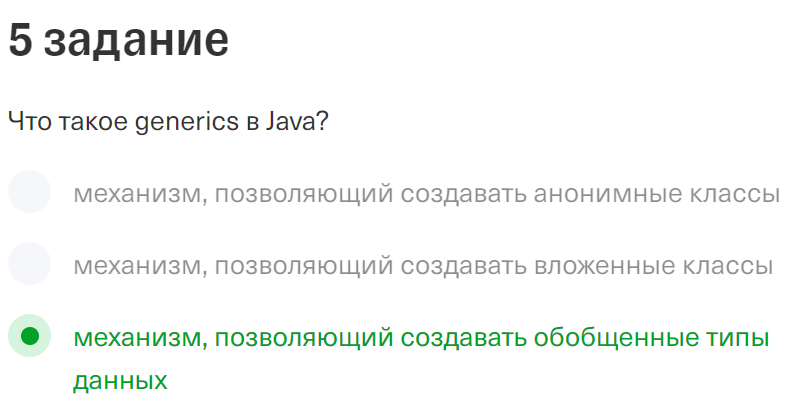 5 задание
Что такое generics в Java?
механизм, позволяющий создавать анонимные классы
механизм, позволяющий создавать вложенные классы
механизм, позволяющий создавать обобщенные типы
данных